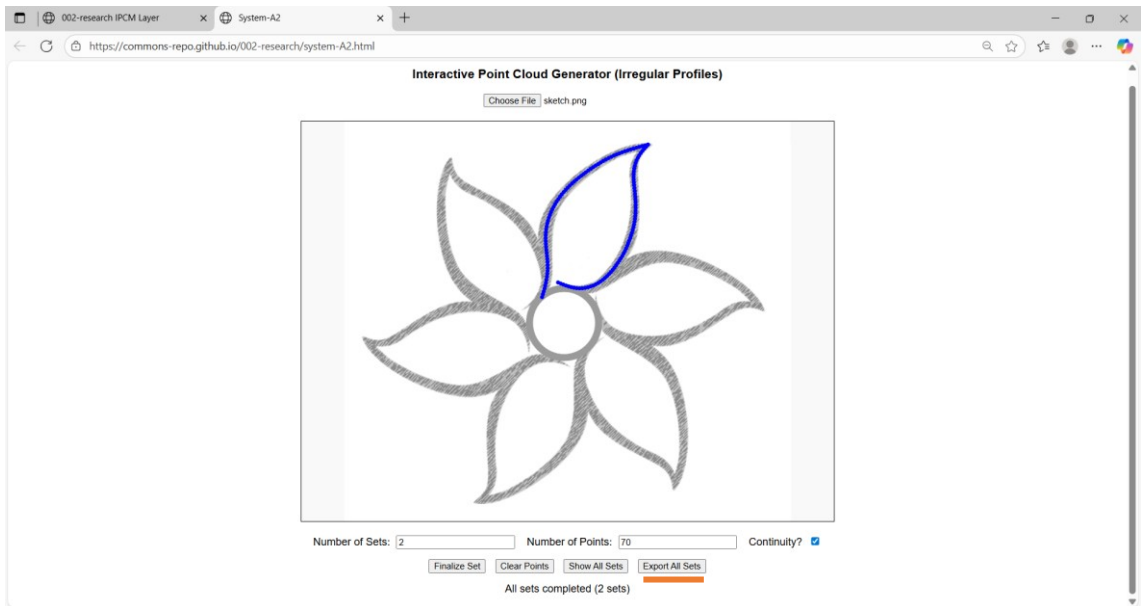 002-research IPCM Layer
System-A2
https://commons-repo.github.io/002-research/system-A2.html
Interactive Point Cloud Generator (Irregular Profiles)
Choose File sketch.png
Number of Sets: 2 Number of Points: 70 Continuity?
Finalize Set Clear Points Show All Sets Export All Sets
All sets completed (2 sets)